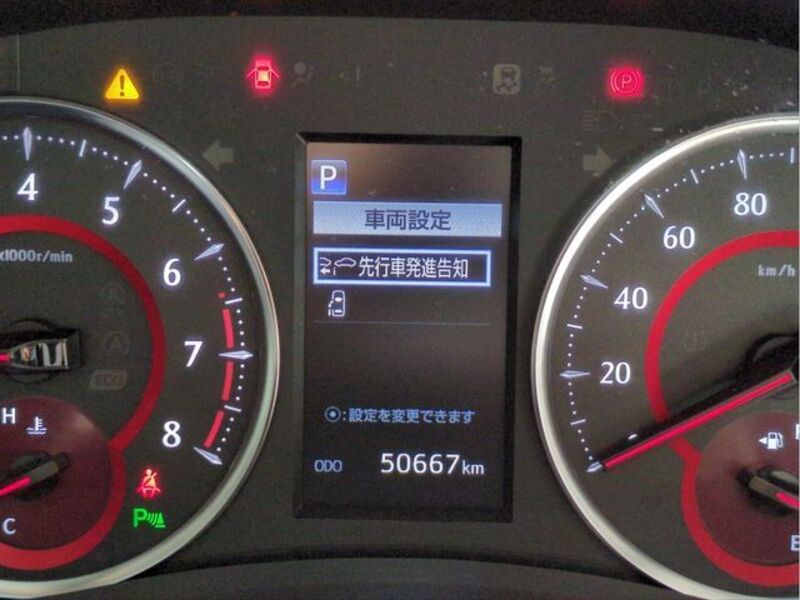 4
5
6
7
8
x1000r/min
H
C
P
ECO
P
車両設定
先行車発進告知
:設定を変更できます
ODO 50667km
P
80
60
40
20
km/h
E